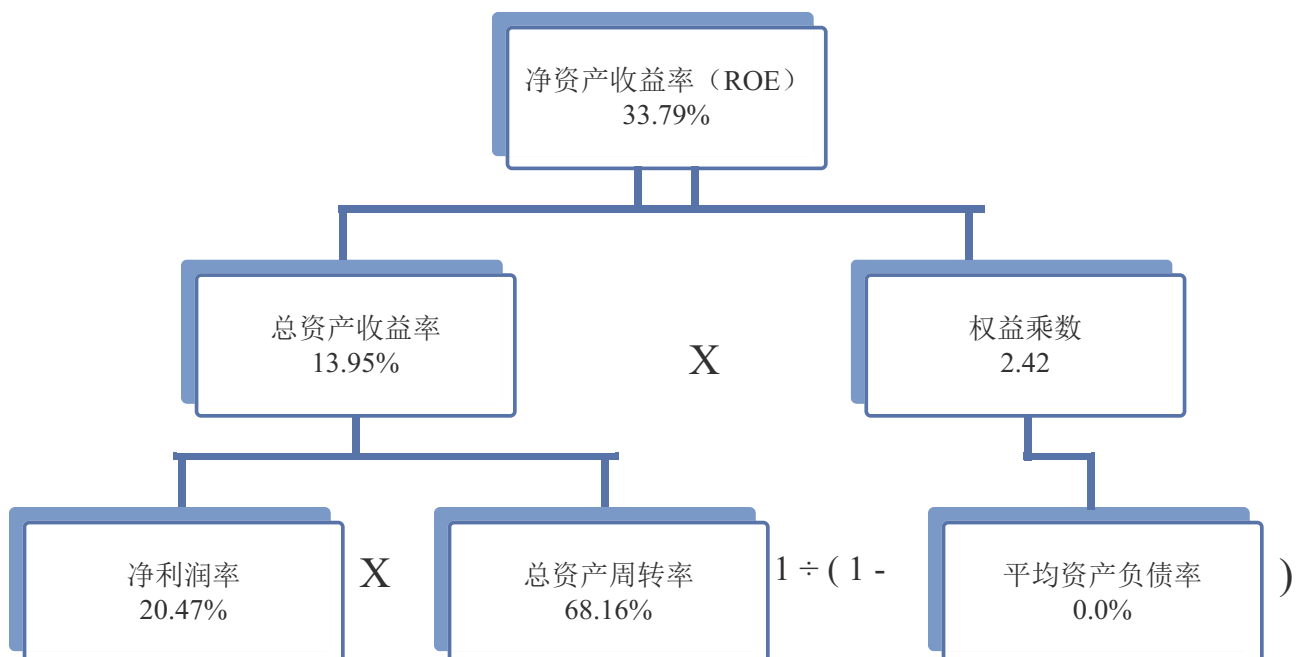 净资产收益率（ROE）
33.79%
总资产收益率
13.95%
X
权益乘数
2.42
净利润率
20.47%
X
总资产周转率
68.16%
1 ÷ ( 1 -
平均资产负债率
0.0%
)